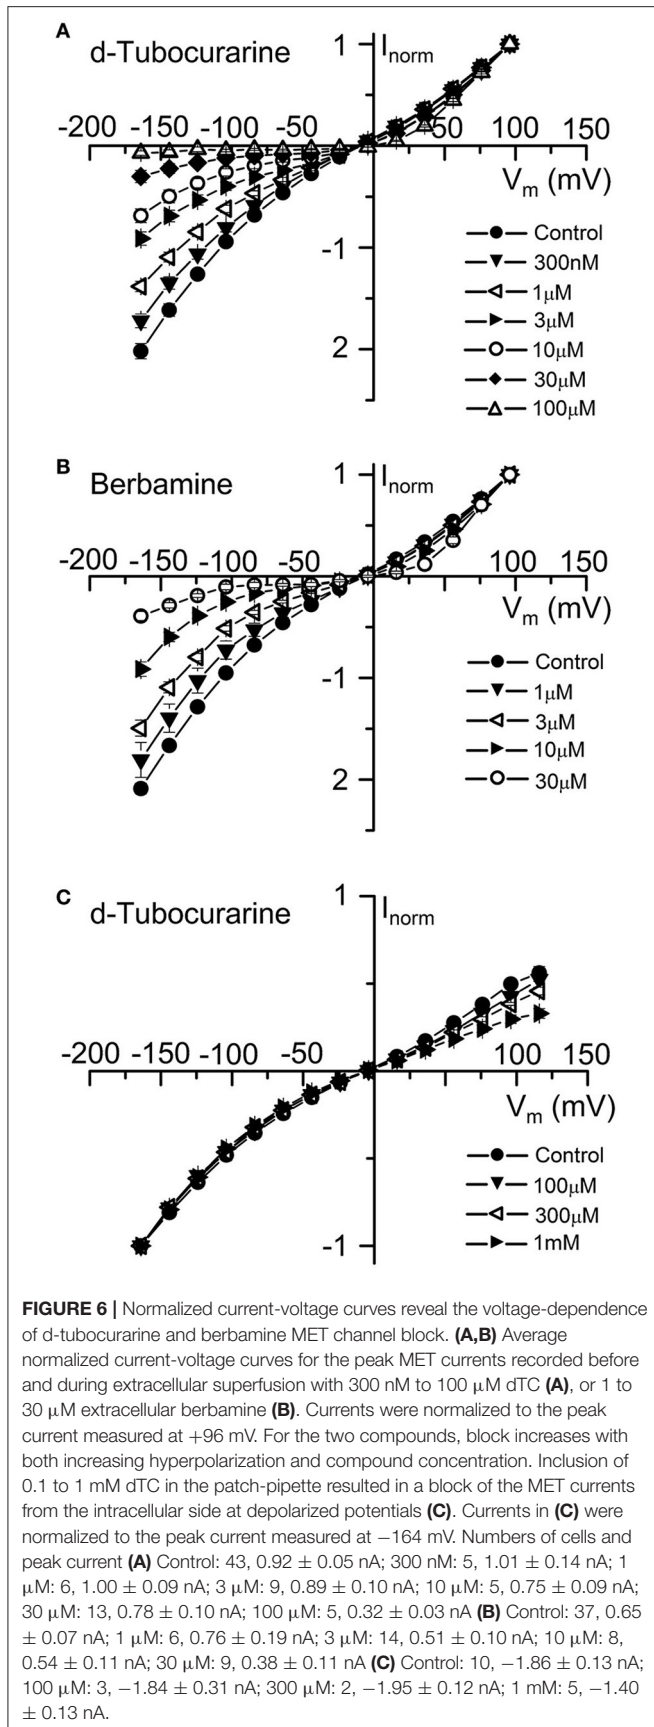 A
d-Tubocurarine
1
I norm
-200
-150
-100
-50
50
100
150
Vm (mV)
-1
2
Control
300nM
1μM
3μM
10μM
30μM
100μM
B
Berbamine
1
I norm
-200
-150
-100
-50
50
100
150
Vm (mV)
-1
2
Control
1μM
3μM
10μM
30μM
C
d-Tubocurarine
1
I norm
-200
-150
-100
-50
50
100
150
Vm (mV)
-1
Control
100μM
300μM
1mM
FIGURE 6 | Normalized current-voltage curves reveal the voltage-dependence
of d-tubocurarine and berbamine MET channel block. (A,B) Average
normalized current-voltage curves for the peak MET currents recorded before
and during extracellular superfusion with 300 nM to 100 μM dTC (A), or 1 to
30 μM extracellular berbamine (B). Currents were normalized to the peak
current measured at +96 mV. For the two compounds, block increases with
both increasing hyperpolarization and compound concentration. Inclusion of
0.1 to 1 mM dTC in the patch-pipette resulted in a block of the MET currents
from the intracellular side at depolarized potentials (C). Currents in (C) were
normalized to the peak current measured at −164 mV. Numbers of cells and
peak current (A) Control: 43, 0.92 ± 0.05 nA; 300 nM: 5, 1.01 ± 0.14 nA; 1
μM: 6, 1.00 ± 0.09 nA; 3 μM: 9, 0.89 ± 0.10 nA; 10 μM: 5, 0.75 ± 0.09 nA;
30 μM: 13, 0.78 ± 0.10 nA; 100 μM: 5, 0.32 ± 0.03 nA (B) Control: 37, 0.65
± 0.07 nA; 1 μM: 6, 0.76 ± 0.19 nA; 3 μM: 14, 0.51 ± 0.10 nA; 10 μM: 8,
0.54 ± 0.11 nA; 30 μM: 9, 0.38 ± 0.11 nA (C) Control: 10, −1.86 ± 0.13 nA;
100 μM: 3, −1.84 ± 0.31 nA; 300 μM: 2, −1.95 ± 0.12 nA; 1 mM: 5, −1.40
± 0.13 nA.